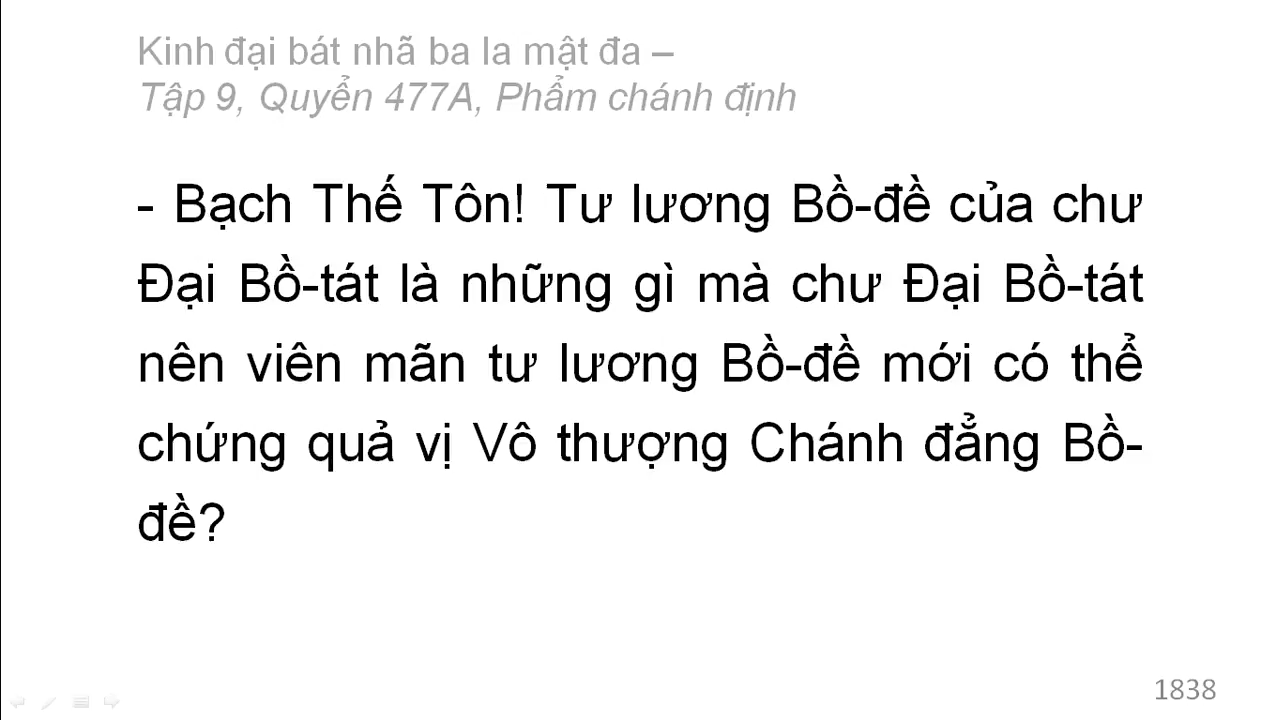 Kinh đại bát nhã ba la mật đa –
Tập 9, Quyển 477A, Phẩm chánh định
- Bạch Thế Tôn! Tư lương Bồ-đề của chư
Đại Bồ-tát là những gì mà chư Đại Bồ-tát
nên viên mãn tư lương Bồ-đề mới có thể
chứng quả vị Vô thượng Chánh đẳng Bồ-
đề?
1838